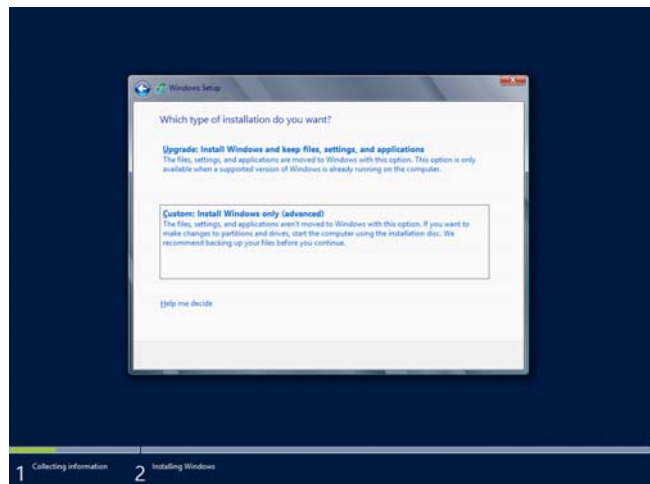 Windows Setup
Which type of installation do you want?
Upgrade: Install Windows and keep files, settings, and applications
The files, settings, and applications are moved to Windows with this option. This option is only
available when a supported version of Windows is already running on the computer.
Custom: Install Windows only (advanced)
The files, settings, and applications aren't moved to Windows with this option. If you want to
make changes to partitions and drives, start the computer using the installation disc. We
recommend backing up your files before you continue.
Help me decide
1 Collecting information 2 Installing Windows